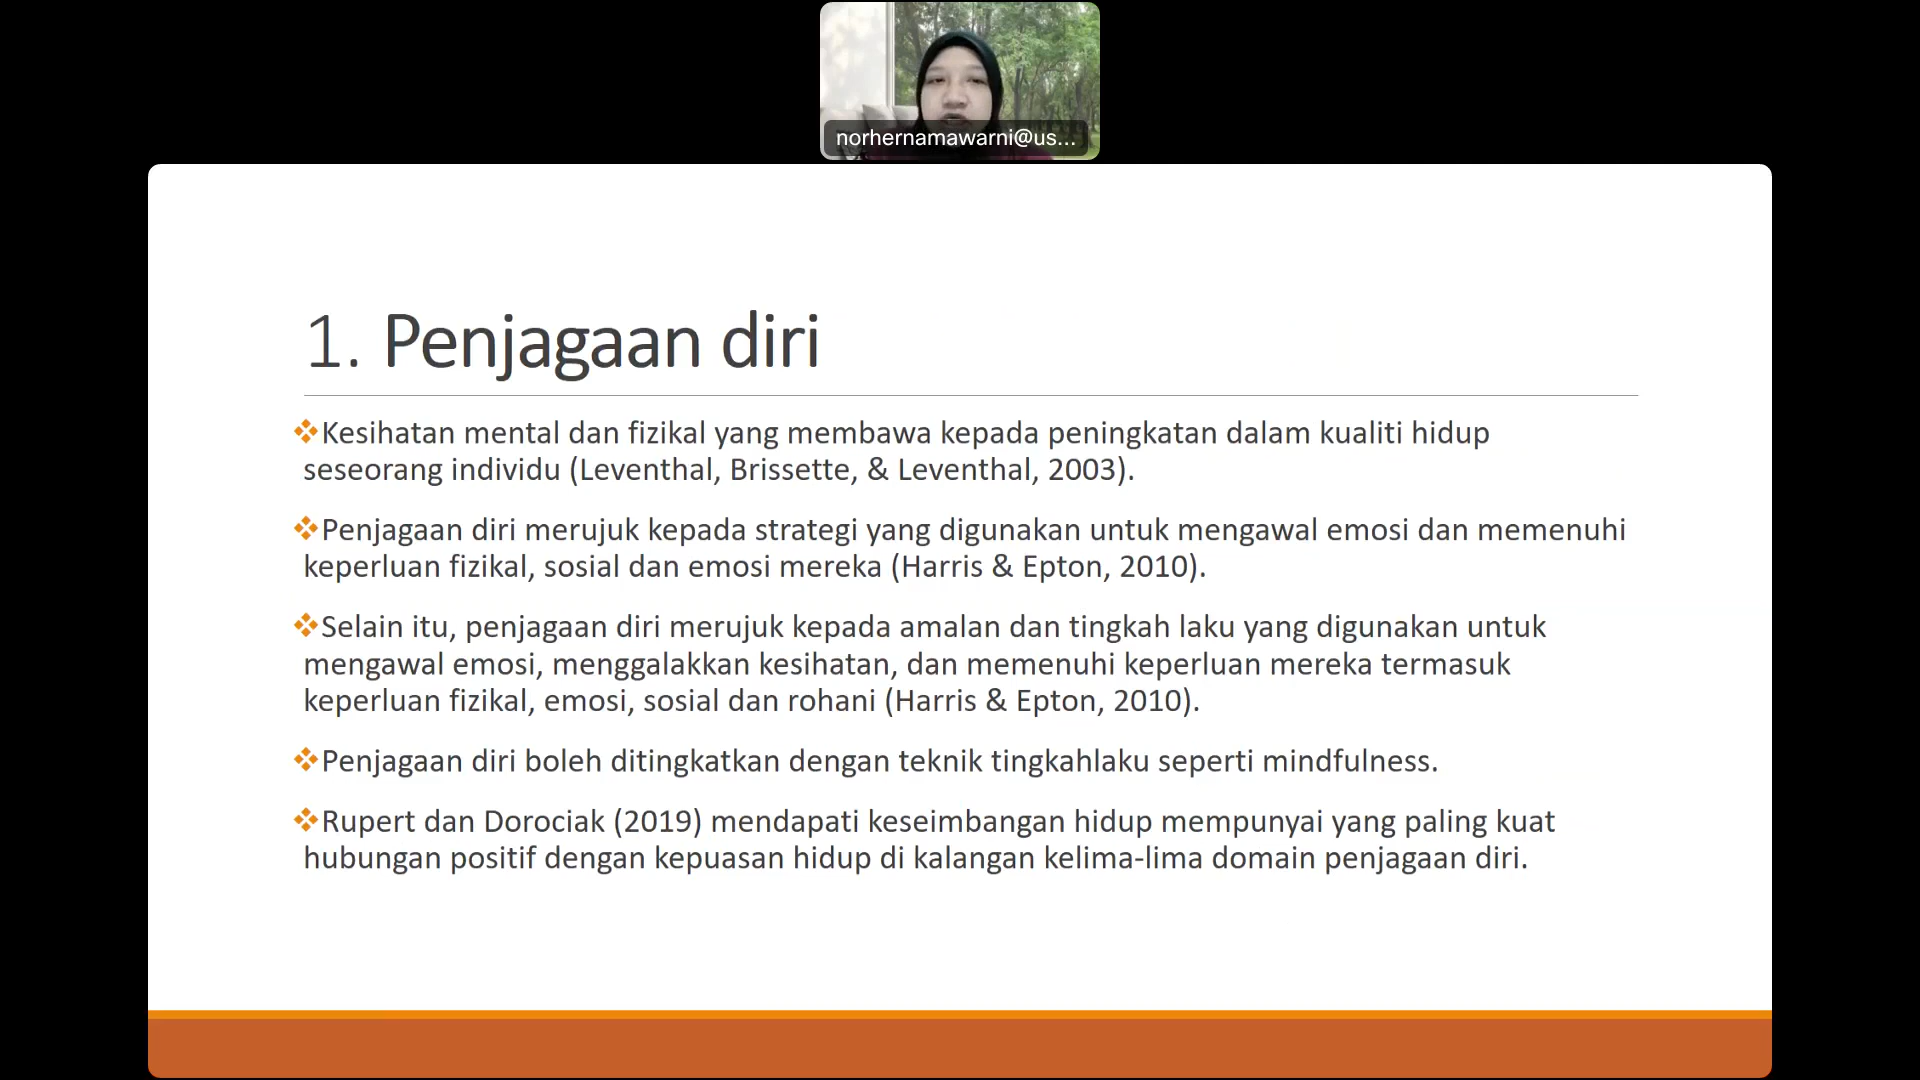 norhernamawarni@us...
1. Penjagaan diri
❖Kesihatan mental dan fizikal yang membawa kepada peningkatan dalam kualiti hidup
seseorang individu (Leventhal, Brissette, & Leventhal, 2003).
❖Penjagaan diri merujuk kepada strategi yang digunakan untuk mengawal emosi dan memenuhi
keperluan fizikal, sosial dan emosi mereka (Harris & Epton, 2010).
❖Selain itu, penjagaan diri merujuk kepada amalan dan tingkah laku yang digunakan untuk
mengawal emosi, menggalakkan kesihatan, dan memenuhi keperluan mereka termasuk
keperluan fizikal, emosi, sosial dan rohani (Harris & Epton, 2010).
❖Penjagaan diri boleh ditingkatkan dengan teknik tingkahlaku seperti mindfulness.
❖Rupert dan Dorociak (2019) mendapati keseimbangan hidup mempunyai yang paling kuat
hubungan positif dengan kepuasan hidup di kalangan kelima-lima domain penjagaan diri.